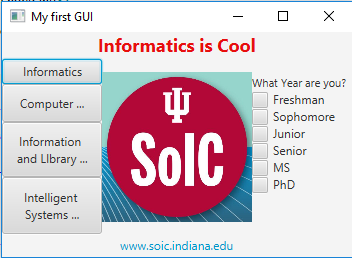 My first GUI
Informatics is Cool
Informatics
Computer ...
Information
and LIbrary ...
Intelligent
Systems ...
SoIC
What Year are you?
Freshman
Sophomore
Junior
Senior
MS
PhD
www.soic.indiana.edu